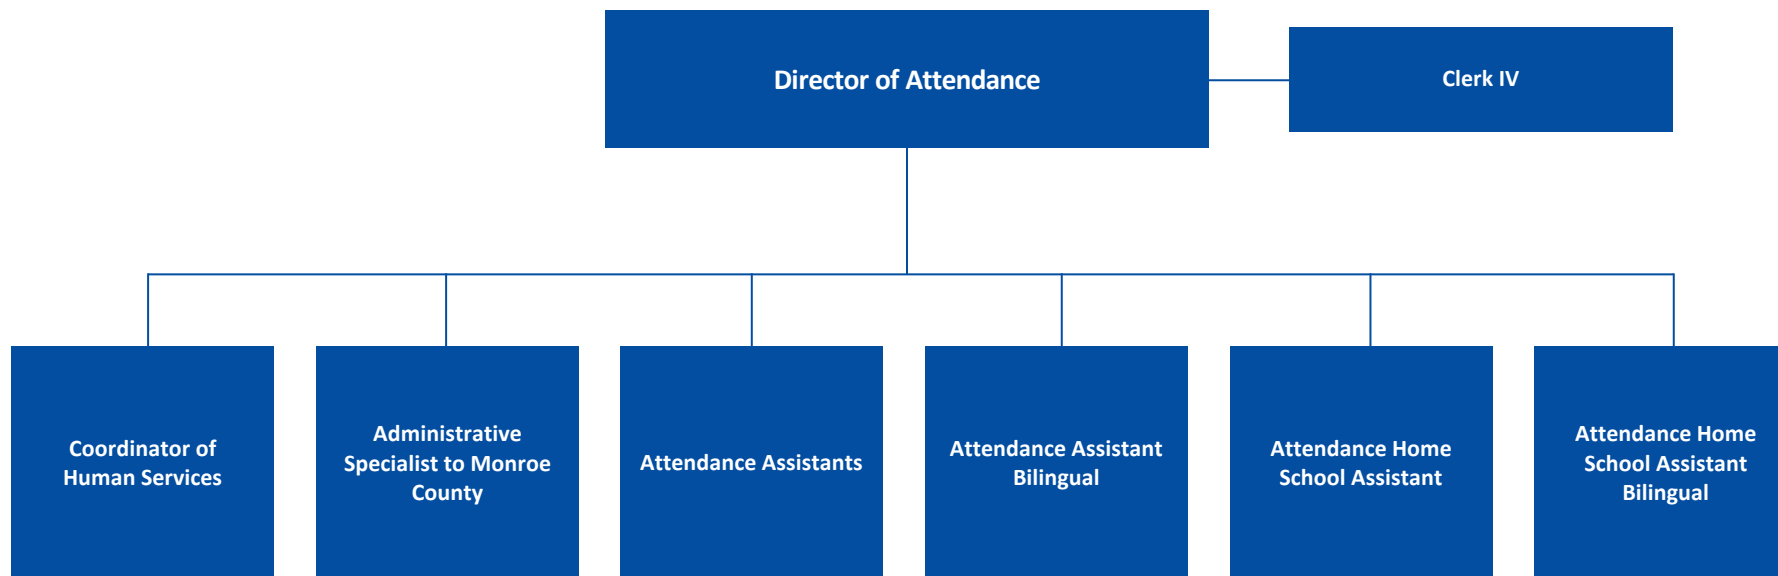 Director of Attendance
Clerk IV
Coordinator of
Human Services
Administrative
Specialist to Monroe
County
Attendance Assistants
Attendance Assistant
Bilingual
Attendance Home
School Assistant
Attendance Home
School Assistant
Bilingual